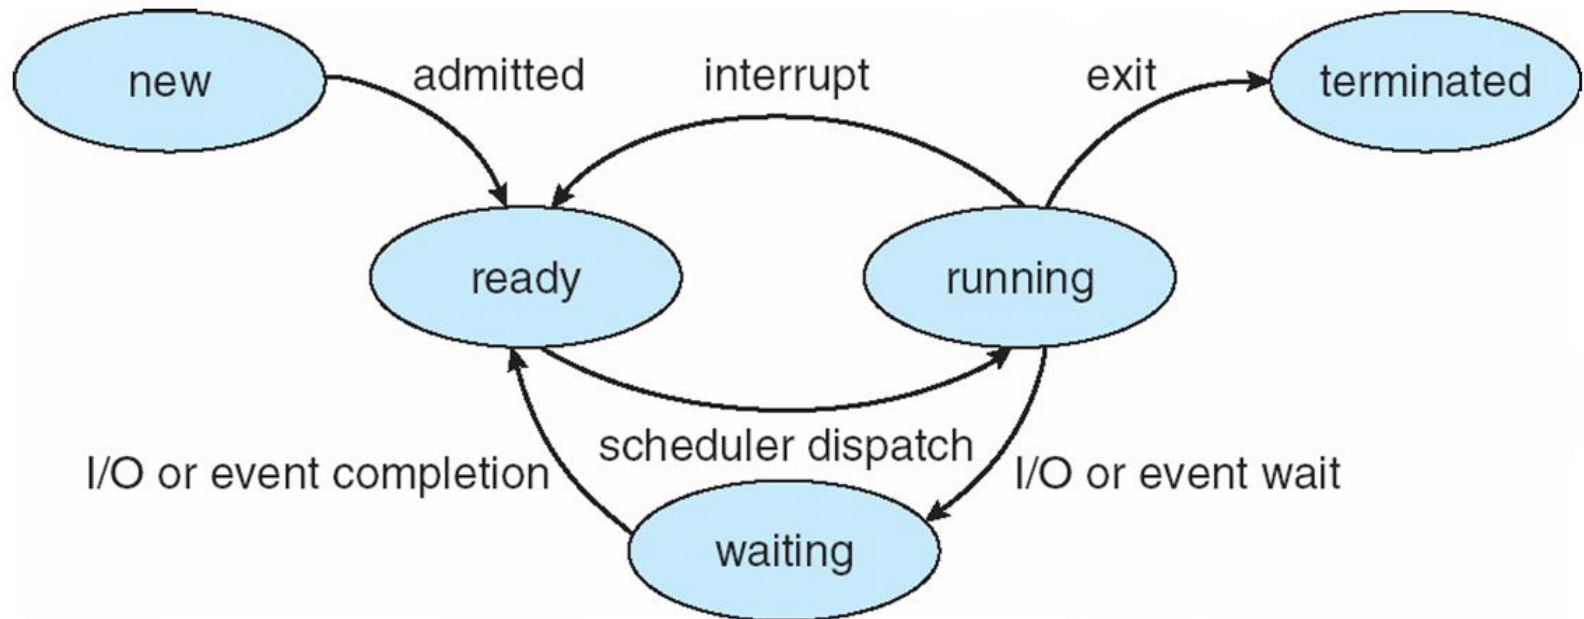 new
admitted
interrupt
exit
terminated
ready
running
scheduler dispatch
I/O or event completion
I/O or event wait
waiting